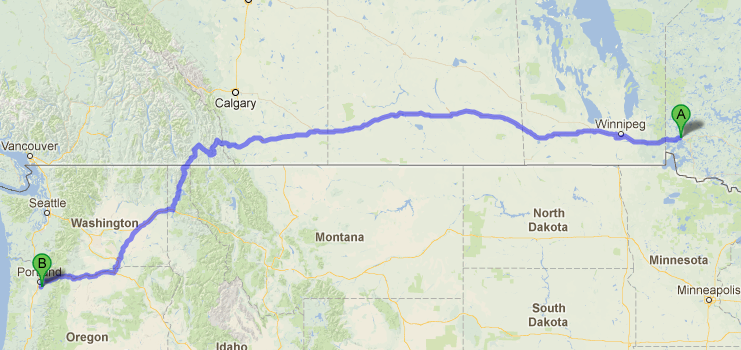 A
Calgary
Winnipeg
Vancouver
Seattle
Washington
North
Dakota
Montana
B
Portland
Minnesota
Minneapolis
South
Dakota
Oregon
Idaho